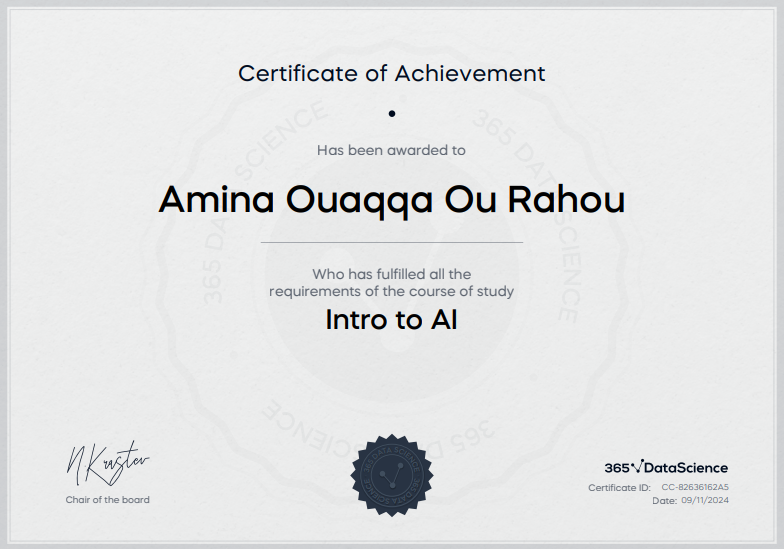 Certificate of Achievement
Has been awarded to
Amina Ouaqqa Ou Rahou
Who has fulfilled all the
requirements of the course of study
Intro to AI
N.Krastev
Chair of the board
365 DataScience
Certificate ID: CC-82636162A5
Date: 09/11/2024
365 DATA SCIENCE
365 DATA SCIENCE
365 DATA SCIENCE